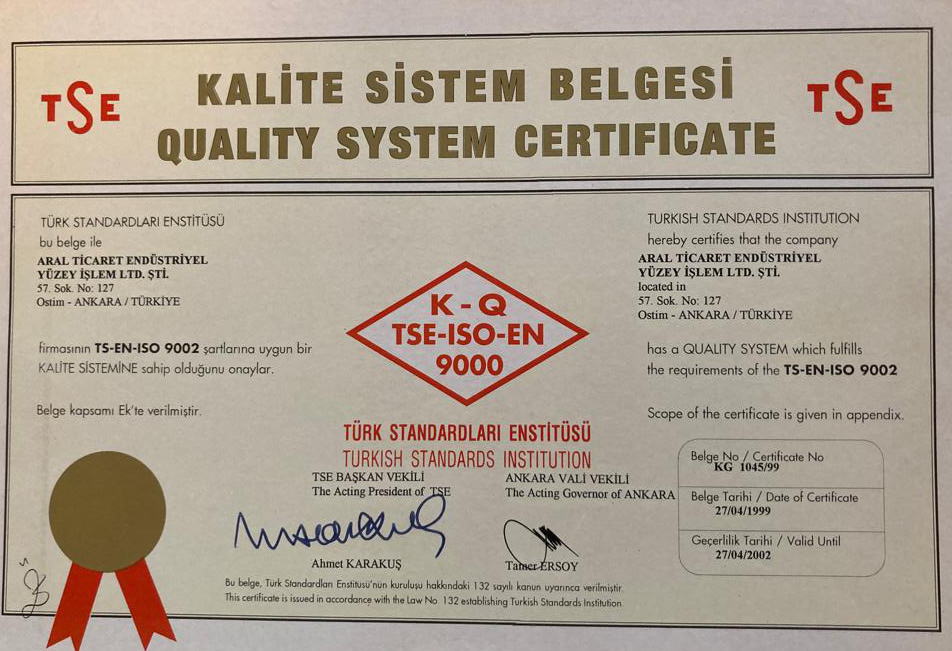 TSE
KALİTE SİSTEM BELGESİ
TSE
QUALITY SYSTEM CERTIFICATE
TÜRK STANDARDLARI ENSTİTÜSÜ
bu belge ile
ARAL TİCARET ENDÜSTRİYEL
YÜZEY İŞLEM LTD. ŞTİ.
57. Sok. No: 127
Ostim - ANKARA / TÜRKİYE
firmasının TS-EN-ISO 9002 şartlarına uygun bir
KALİTE SİSTEMİNE sahip olduğunu onaylar.
Belge kapsamı Ek'te verilmiştir.
K - Q
TSE-ISO-EN
9000
TURKISH STANDARDS INSTITUTION
hereby certifies that the company
ARAL TİCARET ENDÜSTRİYEL
YÜZEY İŞLEM LTD. ŞTİ.
located in
57. Sok. No: 127
Ostim - ANKARA / TÜRKİYE
has a QUALITY SYSTEM which fulfills
the requirements of the TS-EN-ISO 9002
Scope of the certificate is given in appendix.
TÜRK STANDARDLARI ENSTİTÜSÜ
TURKISH STANDARDS INSTITUTION
TSE BAŞKAN VEKİLİ
The Acting President of TSE
Ahmet KARAKUŞ
ANKARA VALİ VEKİLİ
The Acting Governor of ANKARA
Tamer ERSOY
Belge No / Certificate No
KG 1045/99
Belge Tarihi / Date of Certificate
27/04/1999
Geçerlilik Tarihi / Valid Until
27/04/2002
Bu belge, Türk Standardları Enstitüsü'nün kuruluşu hakkındaki 132 sayılı kanun uyarınca verilmiştir.
This certificate is issued in accordance with the Law No. 132 establishing Turkish Standards Institution.